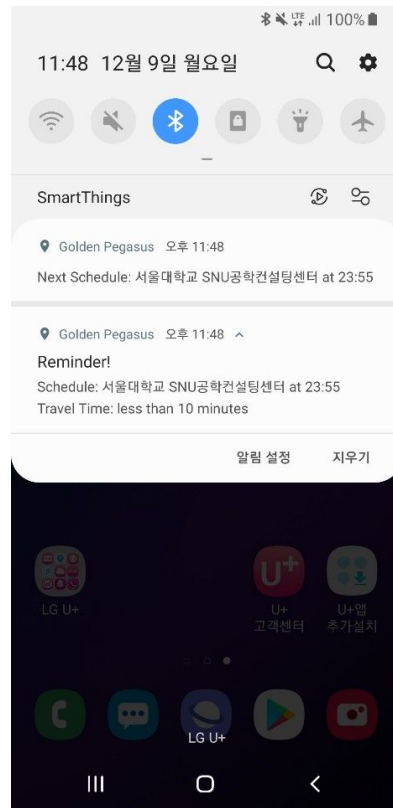 LTE 100%
11:48 12월 9일 월요일
SmartThings
Golden Pegasus 오후 11:48
Next Schedule: 서울대학교 SNU공학컨설팅센터 at 23:55
Golden Pegasus 오후 11:48
Reminder!
Schedule: 서울대학교 SNU공학컨설팅센터 at 23:55
Travel Time: less than 10 minutes
알림 설정 지우기
LG U+
U+
U+
고객센터
U+앱
추가설치
LG U+